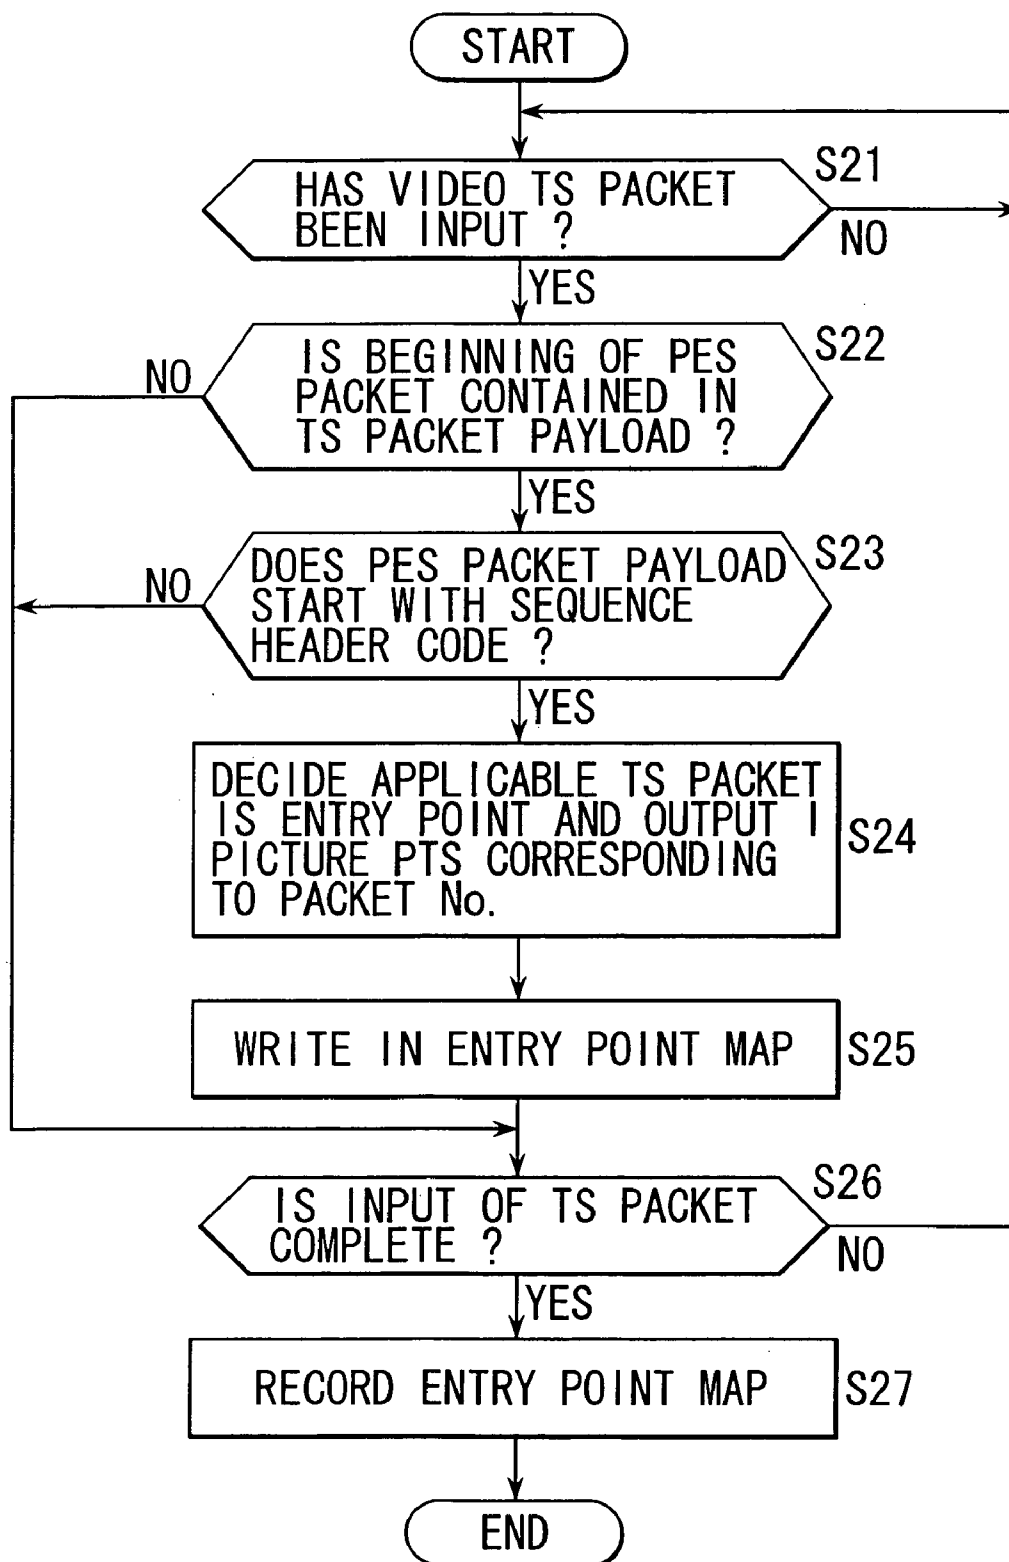 START
S21
HAS VIDEO TS PACKET
BEEN INPUT ?
NO
YES
S22
IS BEGINNING OF PES
PACKET CONTAINED IN
TS PACKET PAYLOAD ?
NO
YES
S23
DOES PES PACKET PAYLOAD
START WITH SEQUENCE
HEADER CODE ?
NO
YES
DECIDE APPLICABLE TS PACKET
IS ENTRY POINT AND OUTPUT I
PICTURE PTS CORRESPONDING
TO PACKET No.
S24
WRITE IN ENTRY POINT MAP
S25
S26
IS INPUT OF TS PACKET
COMPLETE ?
NO
YES
RECORD ENTRY POINT MAP
S27
END